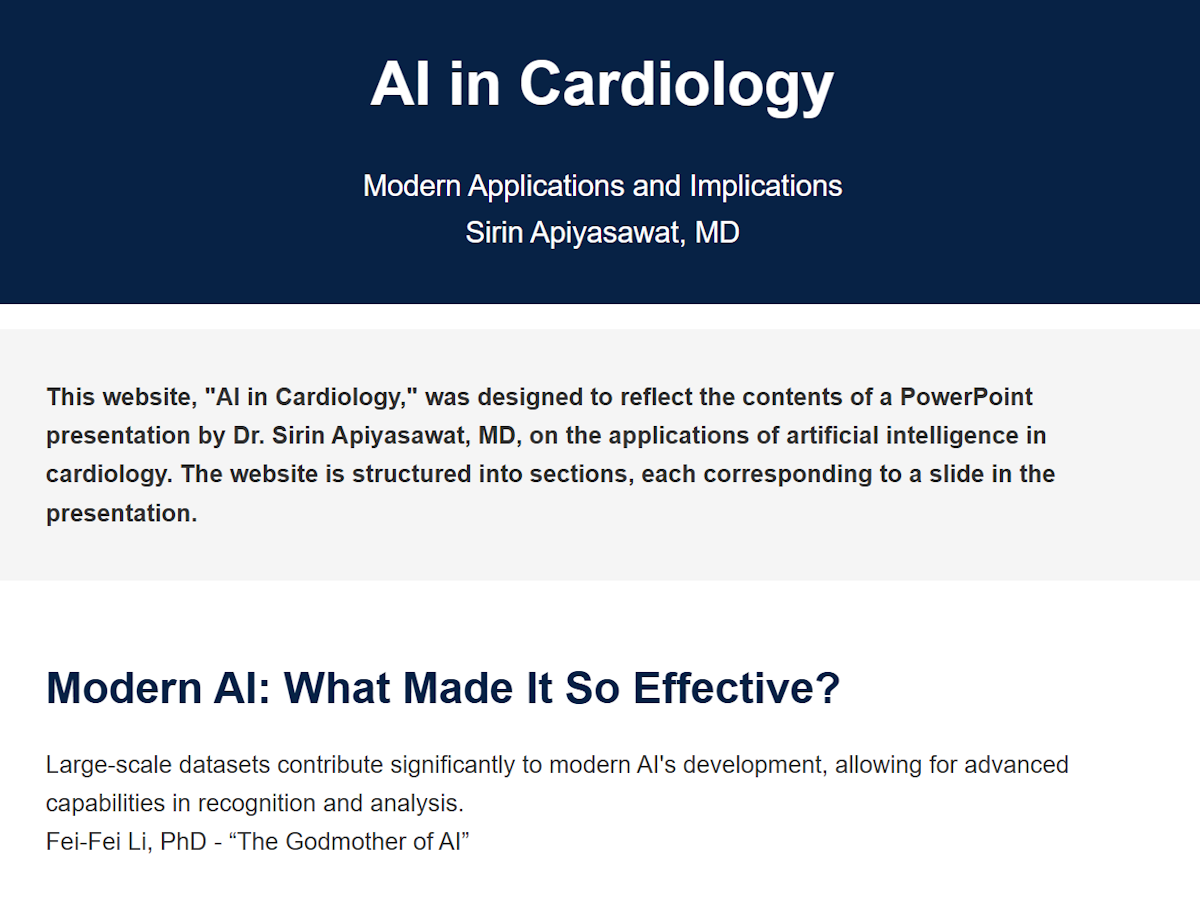 AI in Cardiology
Modern Applications and Implications
Sirin Apiyasawat, MD
This website, "AI in Cardiology," was designed to reflect the contents of a PowerPoint
presentation by Dr. Sirin Apiyasawat, MD, on the applications of artificial intelligence in
cardiology. The website is structured into sections, each corresponding to a slide in the
presentation.
Modern AI: What Made It So Effective?
Large-scale datasets contribute significantly to modern AI's development, allowing for advanced
capabilities in recognition and analysis.
Fei-Fei Li, PhD - “The Godmother of AI”